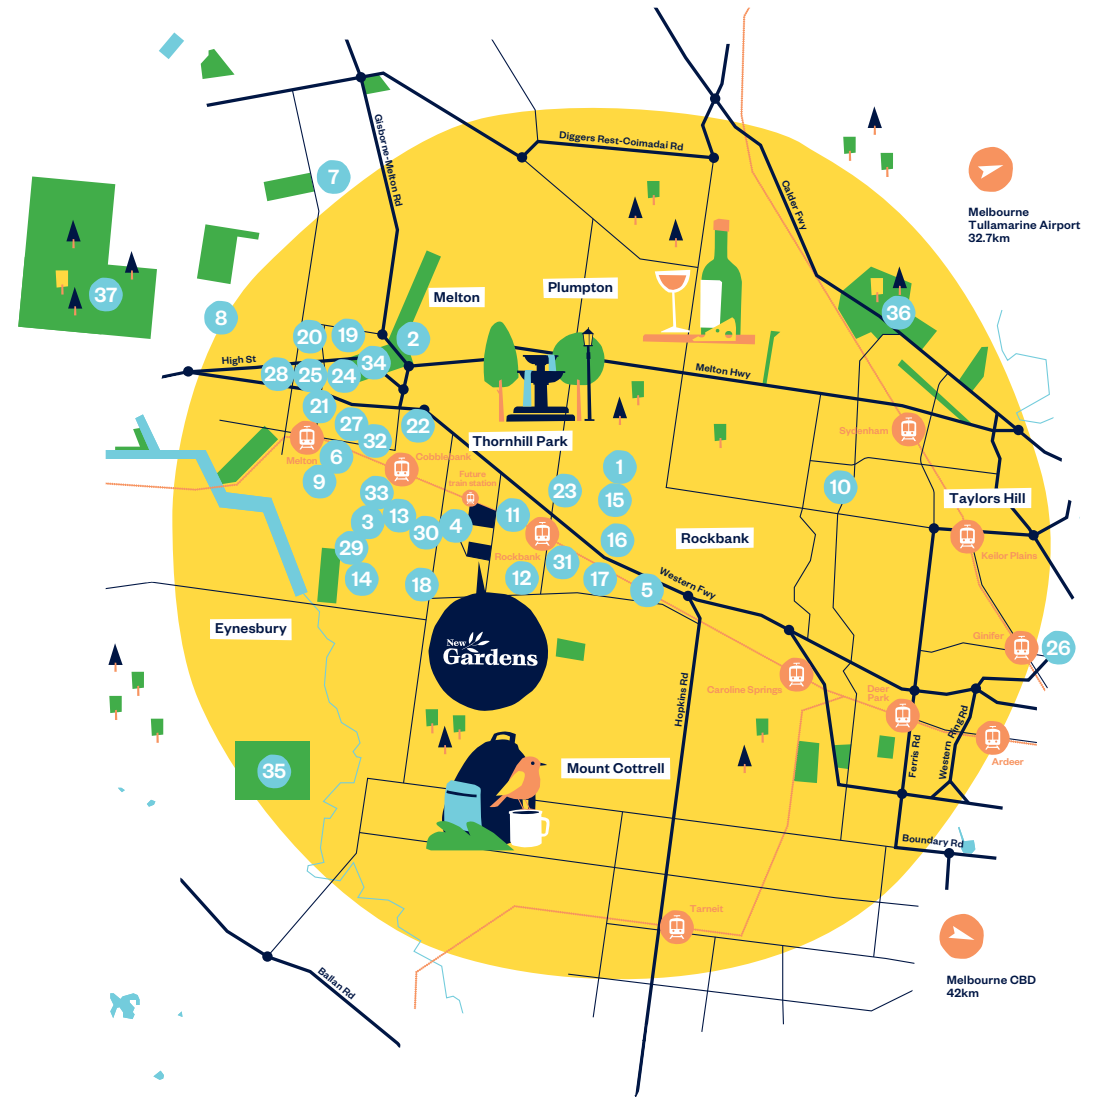 Gisborne-Melton Rd
Diggers Rest-Coimadai Rd
Calder Fwy
Melbourne
Tullamarine Airport
32.7km
7
37
8
Melton
Plumpton
36
20
19
2
High St
34
28
25
24
Melton Hwy
21
27
22
32
Thornhill Park
Sydenham
Melton
6
Cobblebank
9
Future
train station
1
33
23
15
10
Taylors Hill
3
13
30
4
11
16
Rockbank
Keilor Plains
29
Rockbank
31
14
18
12
17
5
Western Fwy
Eynesbury
New
Gardens
Ginifer
26
Hopkins Rd
Caroline Springs
Deer
Park
Ferris Rd
Western Ring Rd
Ardeer
35
Mount Cottrell
Boundary Rd
Tarneit
Ballan Rd
Melbourne CBD
42km